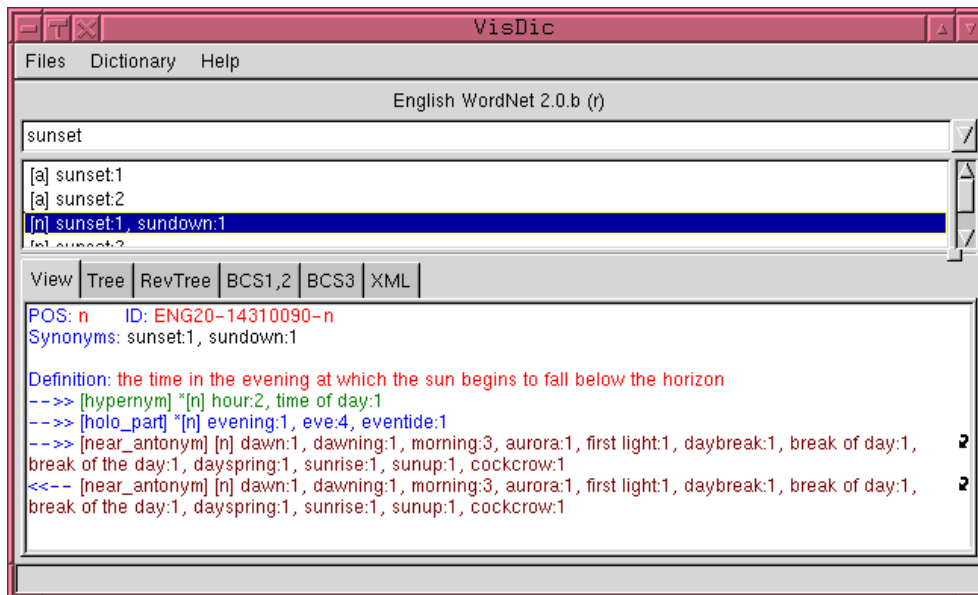 VisDic
Files Dictionary Help
English WordNet 2.0.b (r)
sunset
[a] sunset:1
[a] sunset:2
[n] sunset:1, sundown:1
View Tree RevTree BCS1,2 BCS3 XML
POS: n ID: ENG20-14310090-n
Synonyms: sunset:1, sundown:1
Definition: the time in the evening at which the sun begins to fall below the horizon
-->> [hypernym] *[n] hour:2, time of day:1
-->> [holo_part] *[n] evening:1, eve:4, eventide:1
-->> [near_antonym] [n] dawn:1, dawning:1, morning:3, aurora:1, first light:1, daybreak:1, break of day:1,
break of the day:1, dayspring:1, sunrise:1, sunup:1, cockcrow:1
<<-- [near_antonym] [n] dawn:1, dawning:1, morning:3, aurora:1, first light:1, daybreak:1, break of day:1,
break of the day:1, dayspring:1, sunrise:1, sunup:1, cockcrow:1